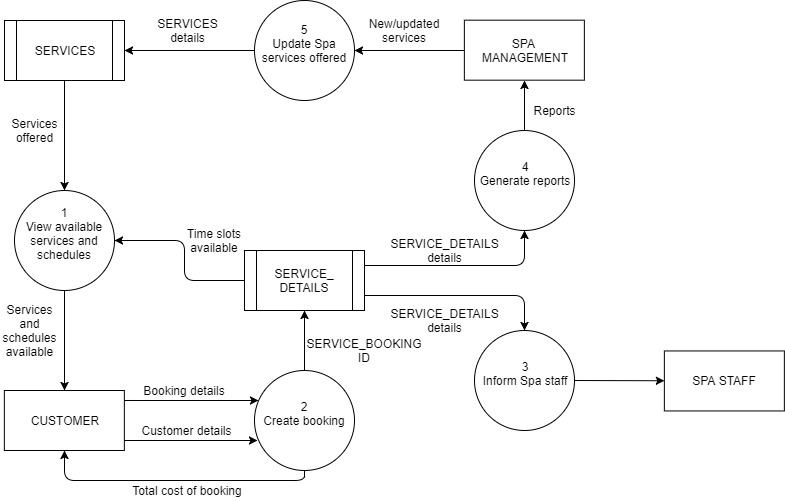 SERVICES
SERVICES
details
5
Update Spa
services offered
New/updated
services
SPA
MANAGEMENT
Services
offered
Reports
4
Generate reports
1
View available
services and
schedules
Time slots
available
SERVICE_DETAILS
details
SERVICE_
DETAILS
SERVICE_DETAILS
details
Services
and
schedules
available
SERVICE_BOOKING
ID
3
Inform Spa staff
SPA STAFF
CUSTOMER
Booking details
Customer details
2
Create booking
Total cost of booking